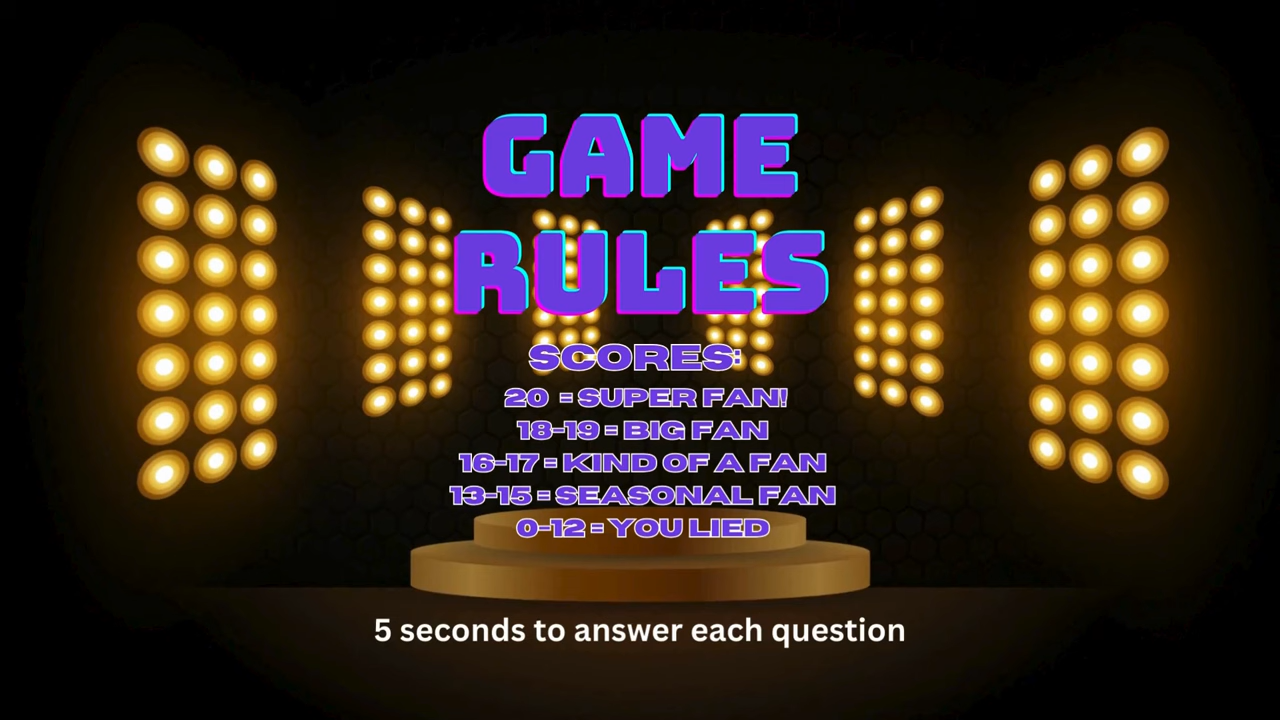 GAME
RULES
SCORES:
20 = SUPER FAN!
18-19 = BIG FAN
16-17 = KIND OF A FAN
13-15 = SEASONAL FAN
0-12 = YOU LIED
5 seconds to answer each question